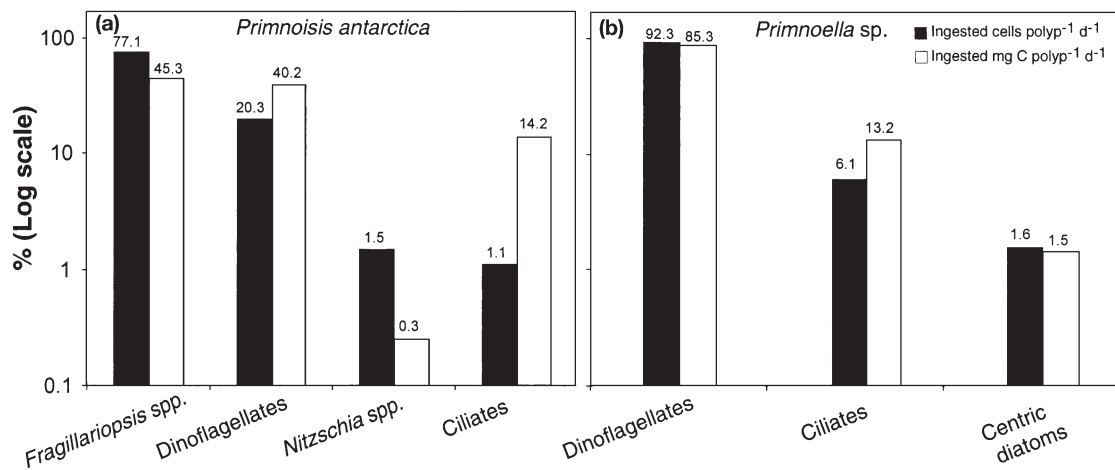 (a)
Primnoisis antarctica
100
10
1
0.1
% (Log scale)
77.1
45.3
20.3
40.2
1.5
0.3
1.1
14.2
Fragillariopsis spp.
Dinoflagellates
Nitzschia spp.
Ciliates
(b)
Primnoella sp.
Ingested cells polyp⁻¹ d⁻¹
Ingested mg C polyp⁻¹ d⁻¹
92.3
85.3
6.1
13.2
1.6
1.5
Dinoflagellates
Ciliates
Centric
diatoms